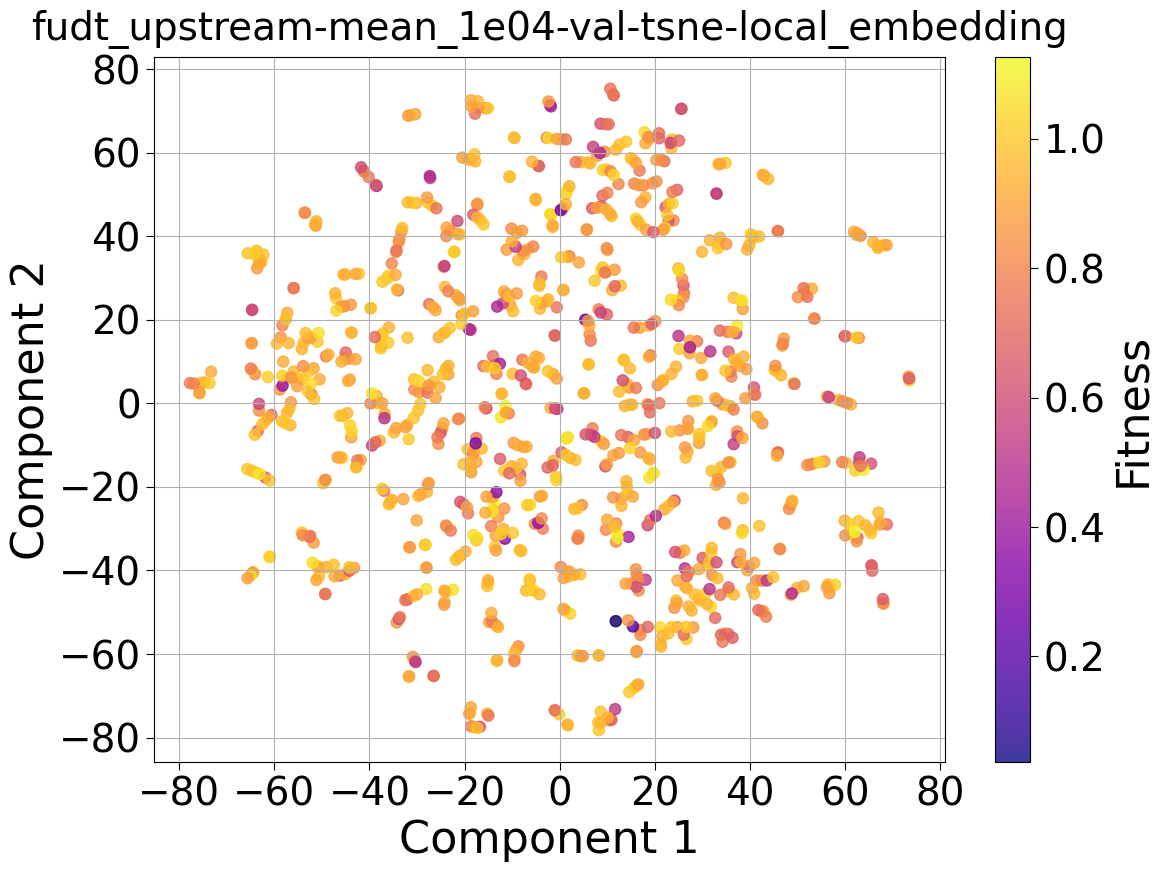 fudt_upstream-mean_1e04-val-tsne-local_embedding
80
60
40
20
0
−20
−40
−60
−80
Component 2
−80 −60 −40 −20 0 20 40 60 80
Component 1
1.0
0.8
0.6
0.4
0.2
Fitness